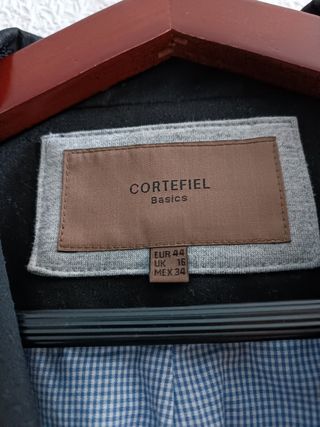 CORTEFIEL
Basics
EUR 44
UK 16
MEX 34